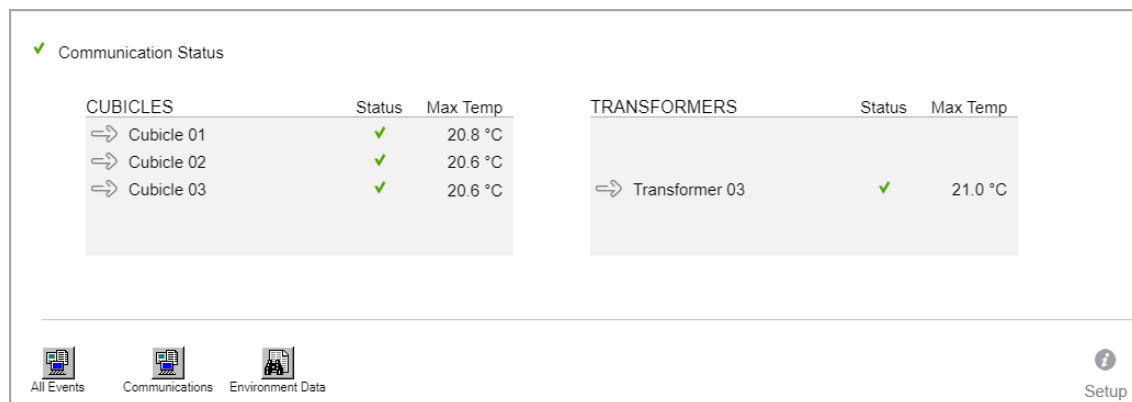 Communication Status
CUBICLES Status Max Temp
Cubicle 01 20.8 °C
Cubicle 02 20.6 °C
Cubicle 03 20.6 °C
TRANSFORMERS Status Max Temp
Transformer 03 21.0 °C
All Events
Communications
Environment Data
Setup